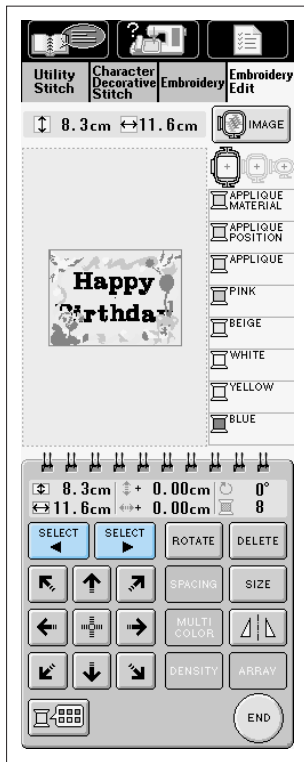 Utility
Stitch
Character
Decorative
Stitch
Embroidery
Embroidery
Edit
8.3cm 11.6cm
IMAGE
APPLIQUE
MATERIAL
APPLIQUE
POSITION
APPLIQUE
PINK
BEIGE
WHITE
YELLOW
BLUE
Happy
Birthday
8.3cm + 0.00cm 0°
11.6cm + 0.00cm 8
SELECT
SELECT
ROTATE
DELETE
SPACING
SIZE
MULTI
COLOR
DENSITY
ARRAY
END